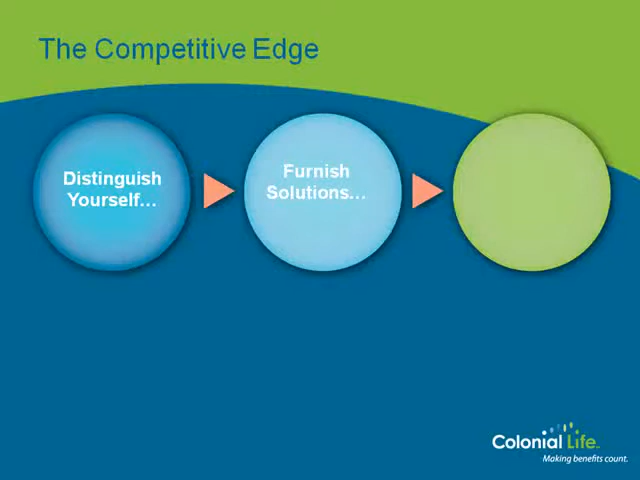 The Competitive Edge
Distinguish
Yourself...
Furnish
Solutions...
Colonial Life
Making benefits count.